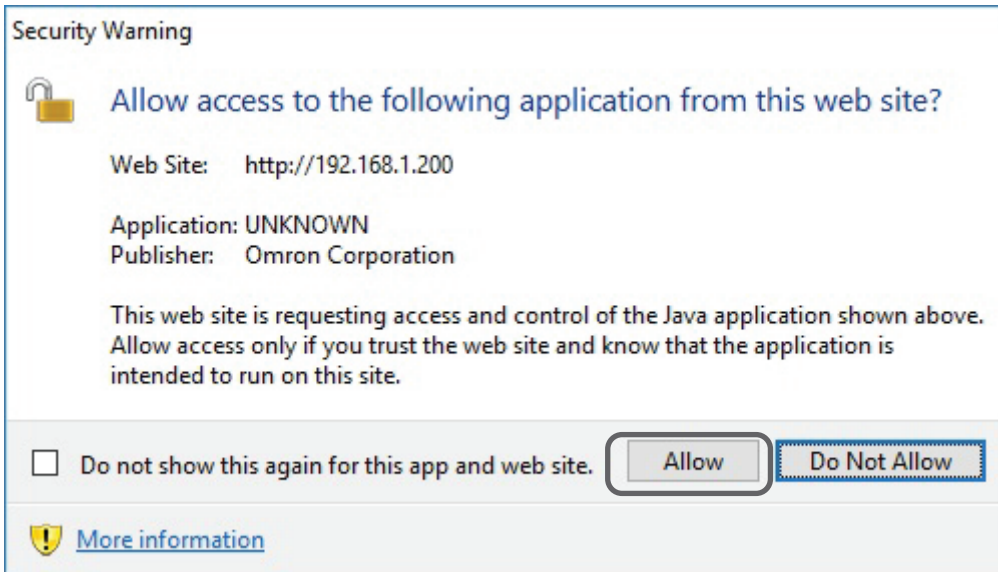 Security Warning
Allow access to the following application from this web site?
Web Site: http://192.168.1.200
Application: UNKNOWN
Publisher: Omron Corporation
This web site is requesting access and control of the Java application shown above.
Allow access only if you trust the web site and know that the application is
intended to run on this site.
Do not show this again for this app and web site. Allow Do Not Allow
More information